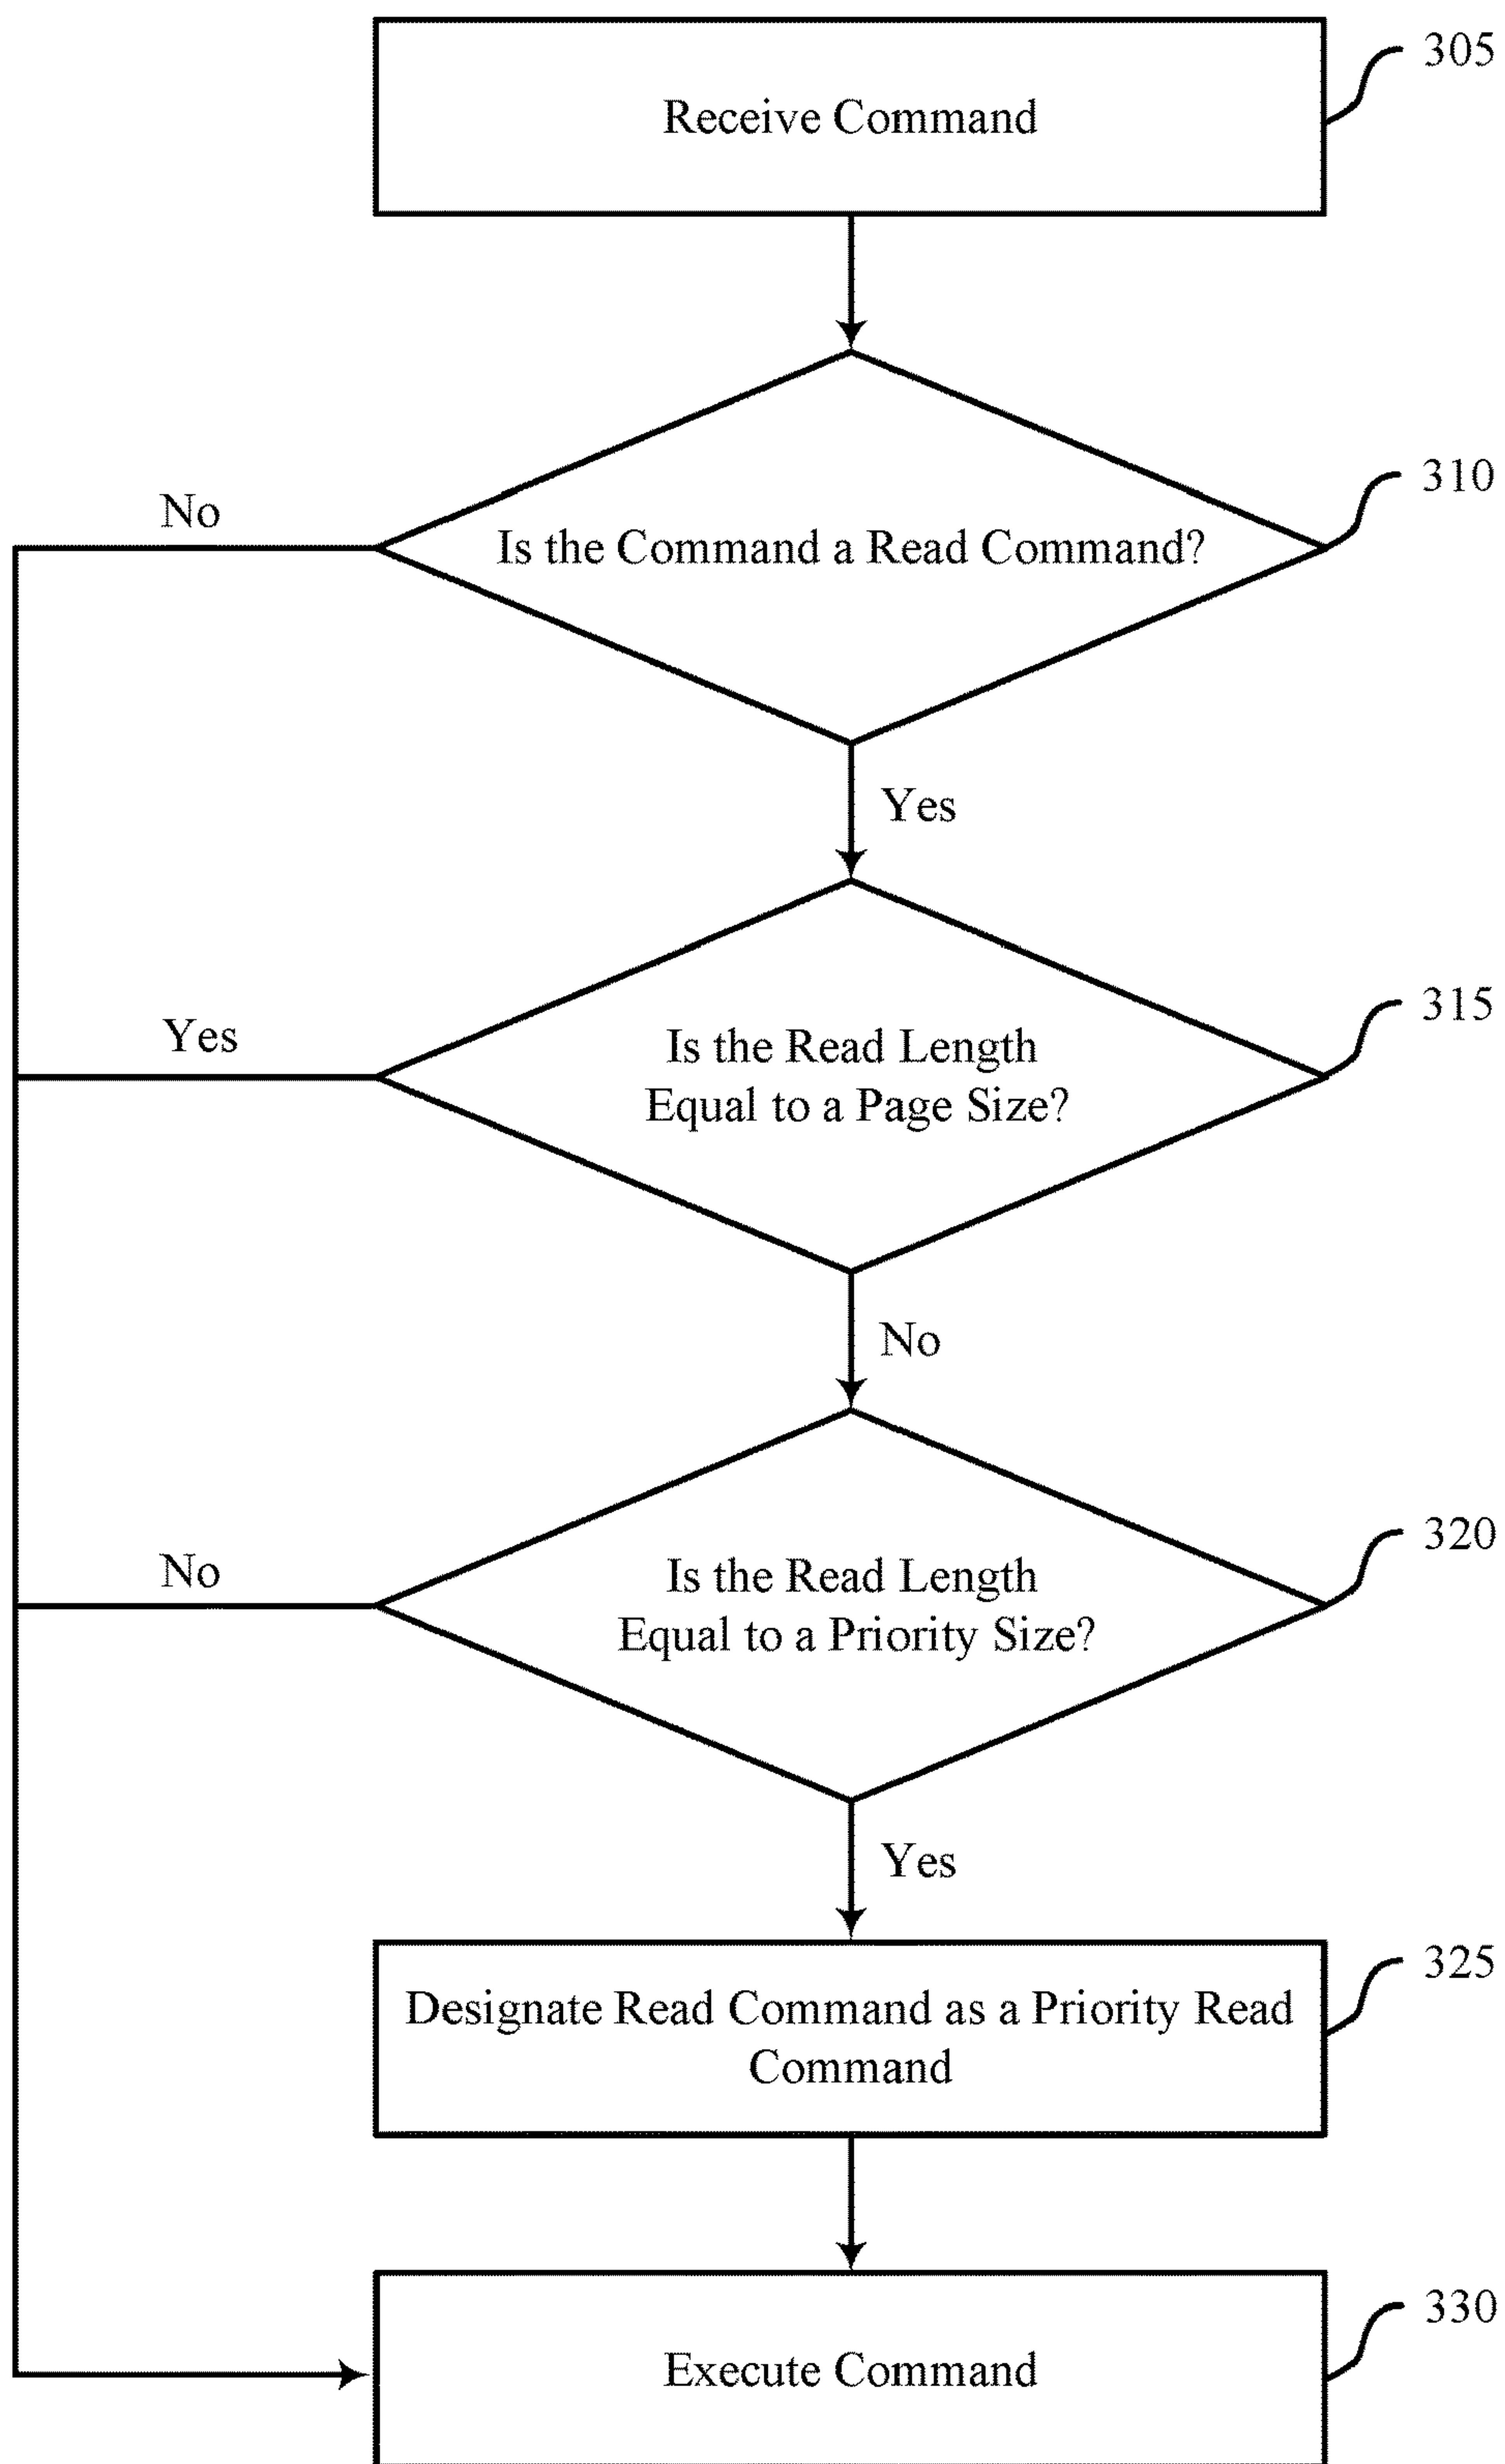 Receive Command
305
Is the Command a Read Command?
310
No
Yes
Is the Read Length
Equal to a Page Size?
315
Yes
No
Is the Read Length
Equal to a Priority Size?
320
No
Yes
Designate Read Command as a Priority Read
Command
325
Execute Command
330